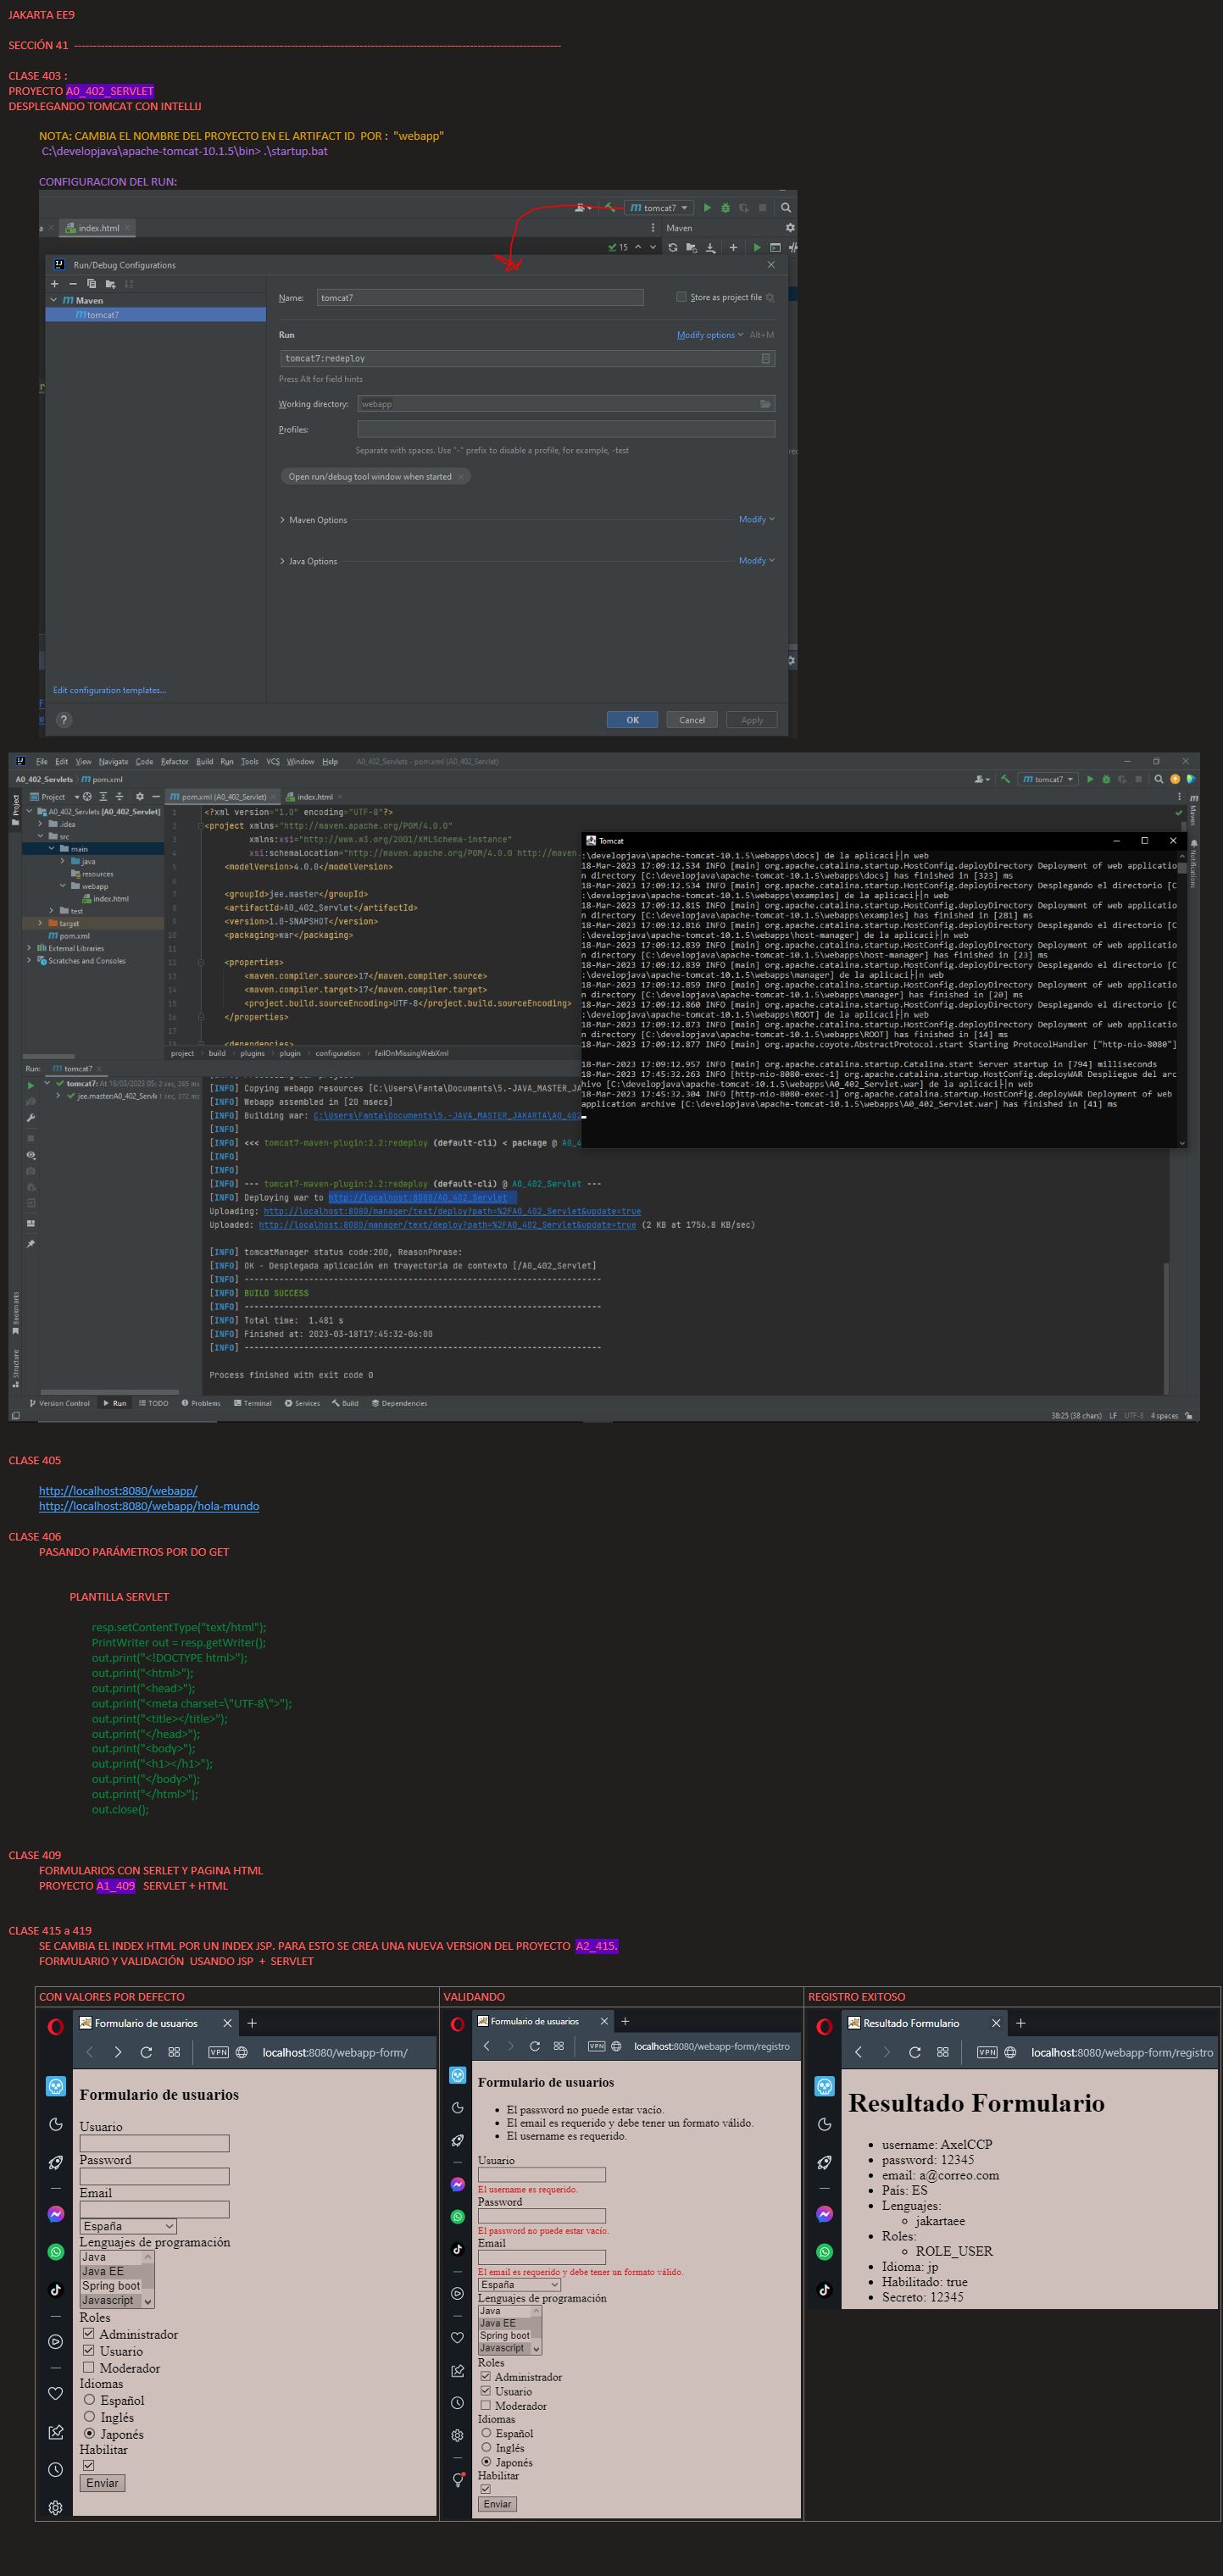 JAKARTA EE9
SECCIÓN 41 ------------------------------------------------------------
CLASE 403 :
PROYECTO A0_402_SERVLET
DESPLEGANDO TOMCAT CON INTELLIJ
NOTA: CAMBIA EL NOMBRE DEL PROYECTO EN EL ARTIFACT ID  POR :  "webapp"
C:\developjava\apache-tomcat-10.1.5\bin> .\startup.bat
CONFIGURACION DEL RUN:
tomcat7
index.html
Maven
15
Run/Debug Configurations
Maven
tomcat7
Name: tomcat7
Store as project file
Run
Modify options Alt+M
tomcat7:redeploy
Press Alt for field hints
Working directory: webapp
Profiles:
Separate with spaces. Use "-" prefix to disable a profile, for example, -test
Open run/debug tool window when started
Maven Options
Modify
Java Options
Modify
Edit configuration templates...
?
OK
Cancel
Apply
File Edit View Navigate Code Refactor Build Run Tools VCS Window Help A0_402_Servlets - pom.xml (A0_402_Servlet)
A0_402_Servlets pom.xml
tomcat7
Project
pom.xml (A0_402_Servlet)
index.html
A0_402_Servlets [A0_402_Servlet]
.idea
src
main
java
resources
webapp
index.html
test
target
pom.xml
External Libraries
Scratches and Consoles
<?xml version="1.0" encoding="UTF-8"?>
<project xmlns="http://maven.apache.org/POM/4.0.0"
xmlns:xsi="http://www.w3.org/2001/XMLSchema-instance"
xsi:schemaLocation="http://maven.apache.org/POM/4.0.0 http://maven.a
<modelVersion>4.0.0</modelVersion>
<groupId>jee.master</groupId>
<artifactId>A0_402_Servlet</artifactId>
<version>1.0-SNAPSHOT</version>
<packaging>war</packaging>
<properties>
<maven.compiler.source>17</maven.compiler.source>
<maven.compiler.target>17</maven.compiler.target>
<project.build.sourceEncoding>UTF-8</project.build.sourceEncoding>
</properties>
<dependencies>
project build plugins plugin configuration failOnMissingWebXml
Tomcat
:\developjava\apache-tomcat-10.1.5\webapps\docs] de la aplicaci├│n web
18-Mar-2023 17:09:12.534 INFO [main] org.apache.catalina.startup.HostConfig.deployDirectory Deployment of web applicatio
n directory [C:\developjava\apache-tomcat-10.1.5\webapps\docs] has finished in [323] ms
18-Mar-2023 17:09:12.534 INFO [main] org.apache.catalina.startup.HostConfig.deployDirectory Desplegando el directorio [C
:\developjava\apache-tomcat-10.1.5\webapps\examples] de la aplicaci├│n web
18-Mar-2023 17:09:12.815 INFO [main] org.apache.catalina.startup.HostConfig.deployDirectory Deployment of web applicatio
n directory [C:\developjava\apache-tomcat-10.1.5\webapps\examples] has finished in [281] ms
18-Mar-2023 17:09:12.816 INFO [main] org.apache.catalina.startup.HostConfig.deployDirectory Desplegando el directorio [C
:\developjava\apache-tomcat-10.1.5\webapps\host-manager] de la aplicaci├│n web
18-Mar-2023 17:09:12.839 INFO [main] org.apache.catalina.startup.HostConfig.deployDirectory Deployment of web applicatio
n directory [C:\developjava\apache-tomcat-10.1.5\webapps\host-manager] has finished in [23] ms
18-Mar-2023 17:09:12.839 INFO [main] org.apache.catalina.startup.HostConfig.deployDirectory Desplegando el directorio [C
:\developjava\apache-tomcat-10.1.5\webapps\manager] de la aplicaci├│n web
18-Mar-2023 17:09:12.859 INFO [main] org.apache.catalina.startup.HostConfig.deployDirectory Deployment of web applicatio
n directory [C:\developjava\apache-tomcat-10.1.5\webapps\manager] has finished in [20] ms
18-Mar-2023 17:09:12.860 INFO [main] org.apache.catalina.startup.HostConfig.deployDirectory Desplegando el directorio [C
:\developjava\apache-tomcat-10.1.5\webapps\ROOT] de la aplicaci├│n web
18-Mar-2023 17:09:12.873 INFO [main] org.apache.catalina.startup.HostConfig.deployDirectory Deployment of web applicatio
n directory [C:\developjava\apache-tomcat-10.1.5\webapps\ROOT] has finished in [14] ms
18-Mar-2023 17:09:12.877 INFO [main] org.apache.coyote.AbstractProtocol.start Starting ProtocolHandler ["http-nio-8080"]
18-Mar-2023 17:09:12.957 INFO [main] org.apache.catalina.startup.Catalina.start Server startup in [794] milliseconds
18-Mar-2023 17:45:32.263 INFO [http-nio-8080-exec-1] org.apache.catalina.startup.HostConfig.deployWAR Despliegue del arc
hivo [C:\developjava\apache-tomcat-10.1.5\webapps\A0_402_Servlet.war] de la aplicaci├│n web
18-Mar-2023 17:45:32.304 INFO [http-nio-8080-exec-1] org.apache.catalina.startup.HostConfig.deployWAR Deployment of web
application archive [C:\developjava\apache-tomcat-10.1.5\webapps\A0_402_Servlet.war] has finished in [41] ms
Run: tomcat7
tomcat7: At 18/03/2023 05: 2 sec, 265 ms
jee.master:A0_402_Servl 1 sec, 372 ms
[INFO] Copying webapp resources [C:\Users\Fanta\Documents\5.-JAVA_MASTER_JA
[INFO] Webapp assembled in [20 msecs]
[INFO] Building war: C:\Users\Fanta\Documents\5.-JAVA_MASTER_JAKARTA\A0_402
[INFO]
[INFO] <<< tomcat7-maven-plugin:2.2:redeploy (default-cli) < package @ A0_4
[INFO]
[INFO]
[INFO] --- tomcat7-maven-plugin:2.2:redeploy (default-cli) @ A0_402_Servlet ---
[INFO] Deploying war to http://localhost:8080/A0_402_Servlet
Uploading: http://localhost:8080/manager/text/deploy?path=%2FA0_402_Servlet&update=true
Uploaded: http://localhost:8080/manager/text/deploy?path=%2FA0_402_Servlet&update=true (2 KB at 1756.8 KB/sec)
[INFO] tomcatManager status code:200, ReasonPhrase:
[INFO] OK - Desplegada aplicación en trayectoria de contexto [/A0_402_Servlet]
[INFO] ------------------------------------------------------------------------
[INFO] BUILD SUCCESS
[INFO] ------------------------------------------------------------------------
[INFO] Total time:  1.481 s
[INFO] Finished at: 2023-03-18T17:45:32-06:00
[INFO] ------------------------------------------------------------------------
Process finished with exit code 0
Version Control Run TODO Problems Terminal Services Build Dependencies
38:25 (38 chars) LF UTF-8 4 spaces
CLASE 405
http://localhost:8080/webapp/
http://localhost:8080/webapp/hola-mundo
CLASE 406
PASANDO PARÁMETROS POR DO GET
PLANTILLA SERVLET
resp.setContentType("text/html");
PrintWriter out = resp.getWriter();
out.print("<!DOCTYPE html>");
out.print("<html>");
out.print("<head>");
out.print("<meta charset=\"UTF-8\">");
out.print("<title></title>");
out.print("</head>");
out.print("<body>");
out.print("<h1></h1>");
out.print("</body>");
out.print("</html>");
out.close();
CLASE 409
FORMULARIOS CON SERLET Y PAGINA HTML
PROYECTO A1_409   SERVLET + HTML
CLASE 415 a 419
SE CAMBIA EL INDEX HTML POR UN INDEX JSP. PARA ESTO SE CREA UNA NUEVA VERSION DEL PROYECTO  A2_415.
FORMULARIO Y VALIDACIÓN  USANDO JSP  +  SERVLET
CON VALORES POR DEFECTO
Formulario de usuarios
VPN localhost:8080/webapp-form/
Formulario de usuarios
Usuario
Password
Email
España
Lenguajes de programación
Java
Java EE
Spring boot
Javascript
Roles
Administrador
Usuario
Moderador
Idiomas
Español
Inglés
Japonés
Habilitar
Enviar
VALIDANDO
Formulario de usuarios
VPN localhost:8080/webapp-form/registro
Formulario de usuarios
El password no puede estar vacío.
El email es requerido y debe tener un formato válido.
El username es requerido.
Usuario
El username es requerido.
Password
El password no puede estar vacío.
Email
El email es requerido y debe tener un formato válido.
España
Lenguajes de programación
Java
Java EE
Spring boot
Javascript
Roles
Administrador
Usuario
Moderador
Idiomas
Español
Inglés
Japonés
Habilitar
Enviar
REGISTRO EXITOSO
Resultado Formulario
VPN localhost:8080/webapp-form/registro
Resultado Formulario
username: AxelCCP
password: 12345
email: a@correo.com
País: ES
Lenguajes:
jakartaee
Roles:
ROLE_USER
Idioma: jp
Habilitado: true
Secreto: 12345